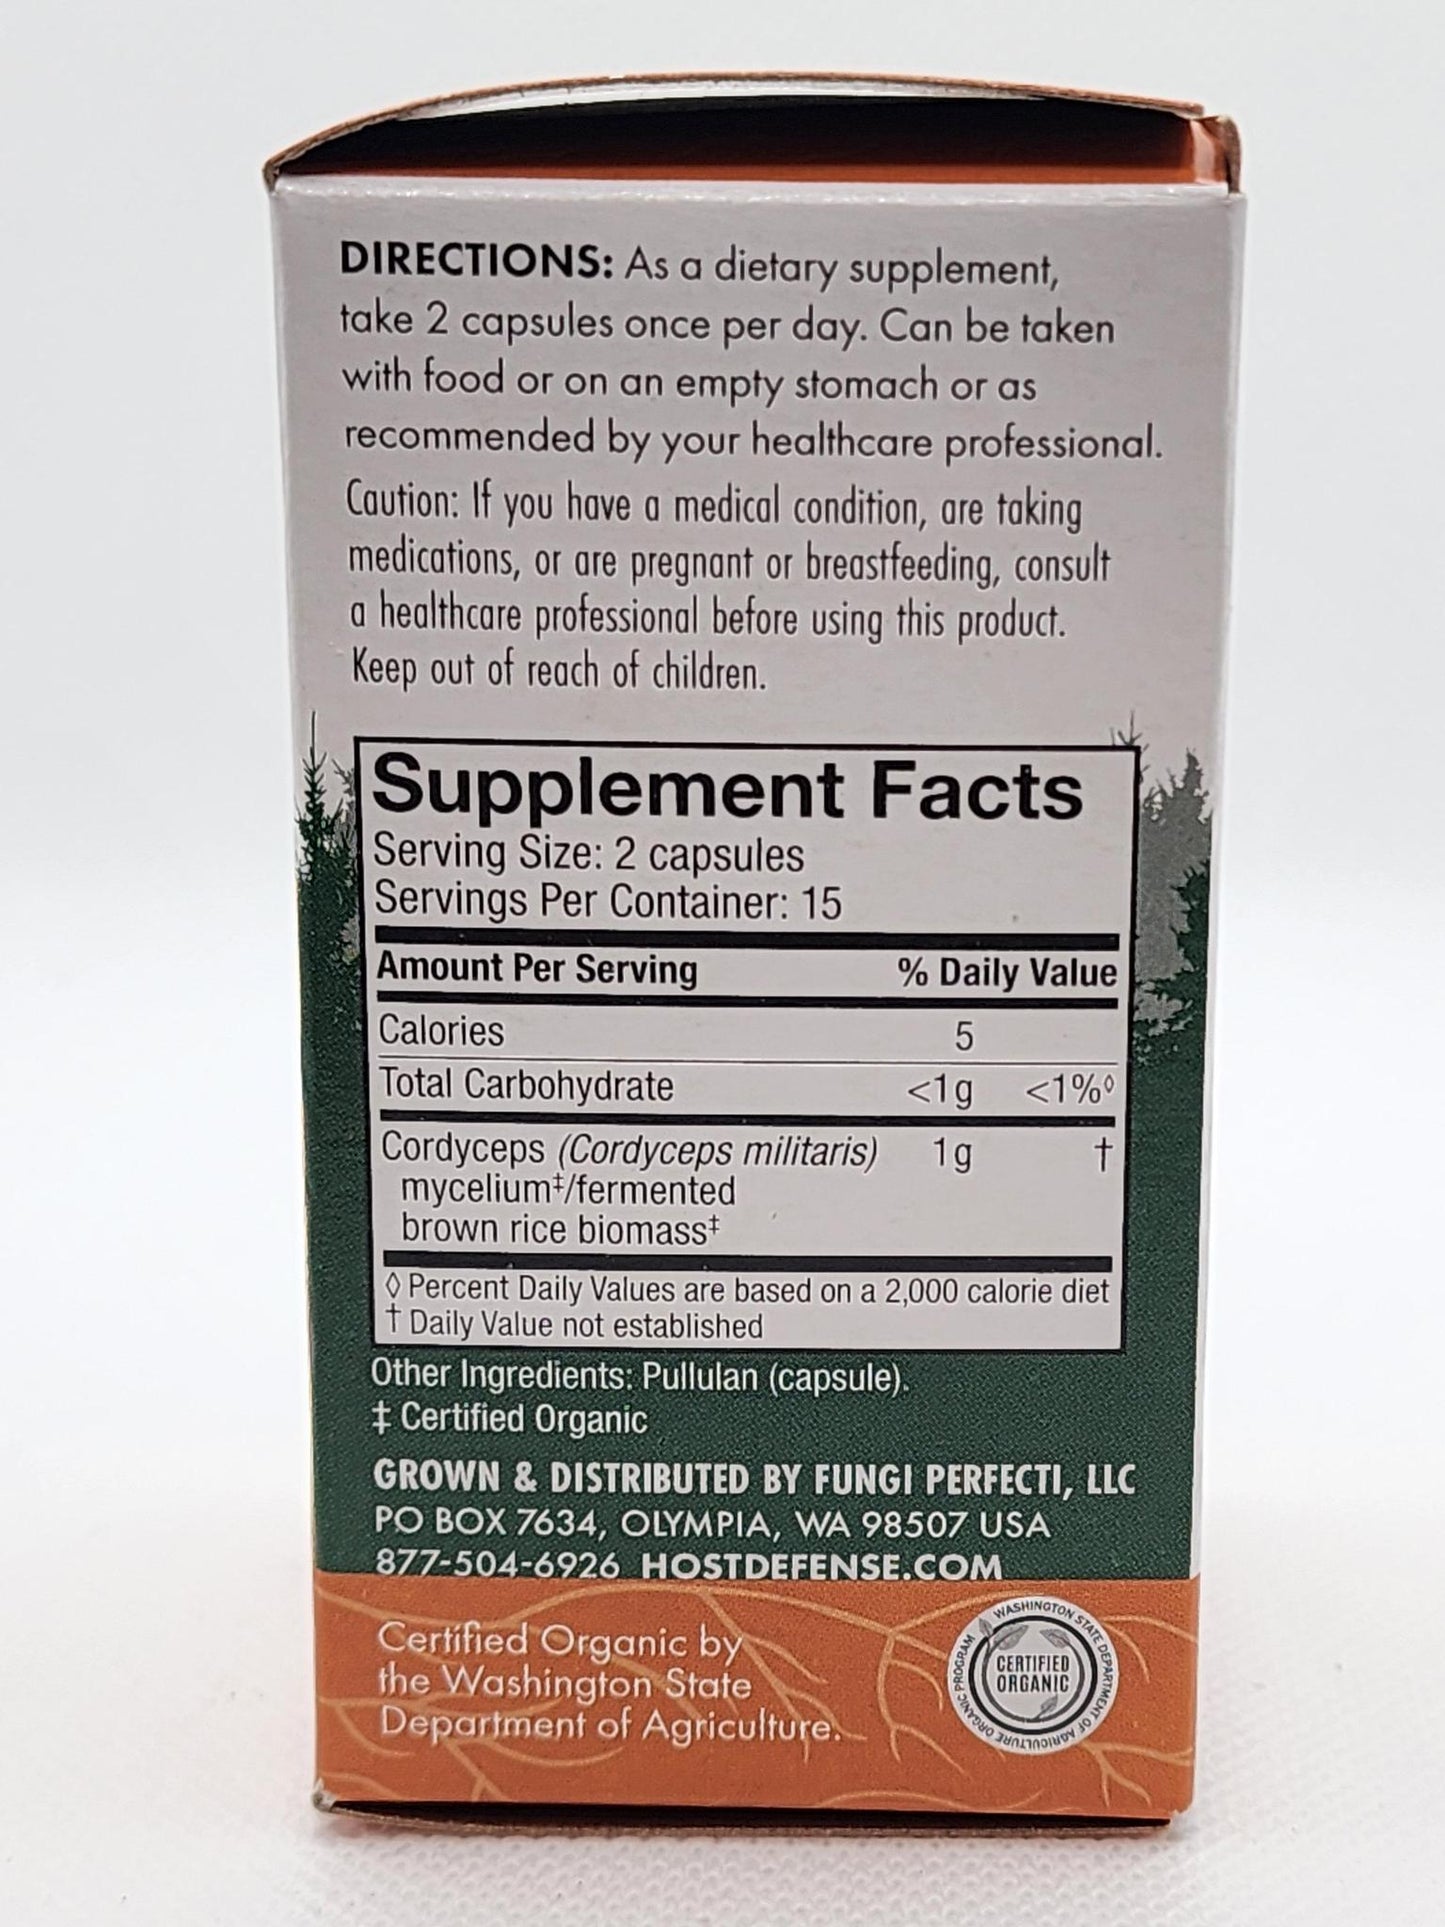 DIRECTIONS: As a dietary supplement,
take 2 capsules once per day. Can be taken
with food or on an empty stomach or as
recommended by your healthcare professional.
Caution: If you have a medical condition, are taking
medications, or are pregnant or breastfeeding, consult
a healthcare professional before using this product.
Keep out of reach of children.
Supplement Facts
Serving Size: 2 capsules
Servings Per Container: 15
Amount Per Serving % Daily Value
Calories 5
Total Carbohydrate <1g <1%◊
Cordyceps (Cordyceps militaris) 1g †
mycelium‡/fermented
brown rice biomass‡
◊ Percent Daily Values are based on a 2,000 calorie diet
† Daily Value not established
Other Ingredients: Pullulan (capsule).
‡ Certified Organic
GROWN & DISTRIBUTED BY FUNGI PERFECTI, LLC
PO BOX 7634, OLYMPIA, WA 98507 USA
877-504-6926 HOSTDEFENSE.COM
Certified Organic by
the Washington State
Department of Agriculture.
WASHINGTON STATE DEPARTMENT OF AGRICULTURE ORGANIC PROGRAM
CERTIFIED
ORGANIC